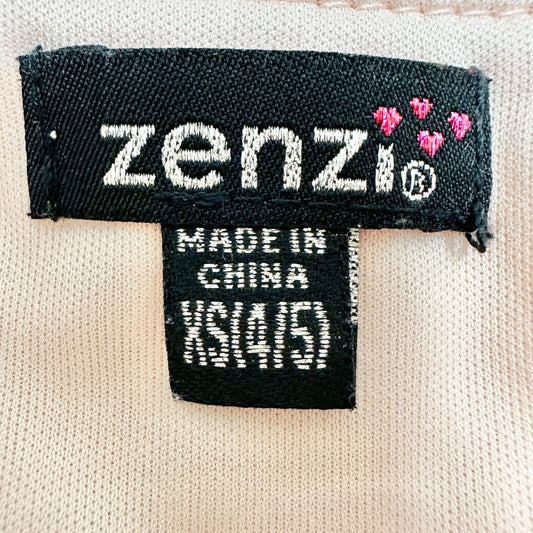 zenzi®
MADE IN
CHINA
XS(4/5)